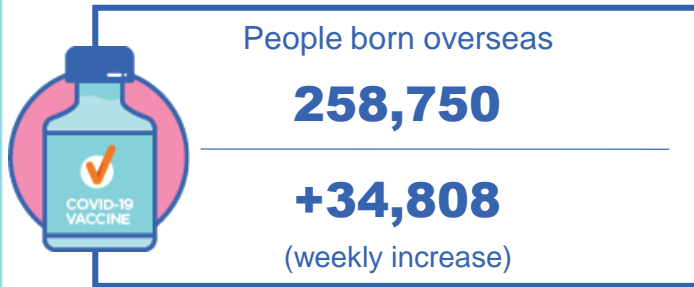 People born overseas
258,750
+34,808
(weekly increase)
COVID-19
VACCINE